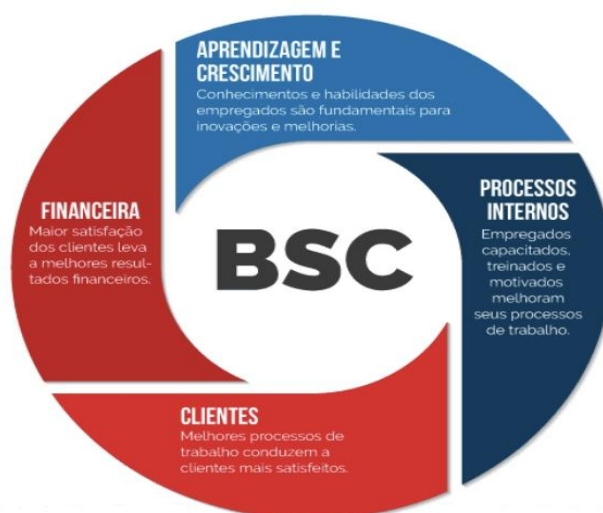 APRENDIZAGEM E
CRESCIMENTO
Conhecimentos e habilidades dos
empregados são fundamentais para
inovações e melhorias.
PROCESSOS
INTERNOS
Empregados
capacitados,
treinados e
motivados
melhoram
seus processos
de trabalho.
FINANCEIRA
Maior satisfação
dos clientes leva
a melhores resul-
tados financeiros.
BSC
CLIENTES
Melhores processos de
trabalho conduzem a
clientes mais satisfeitos.